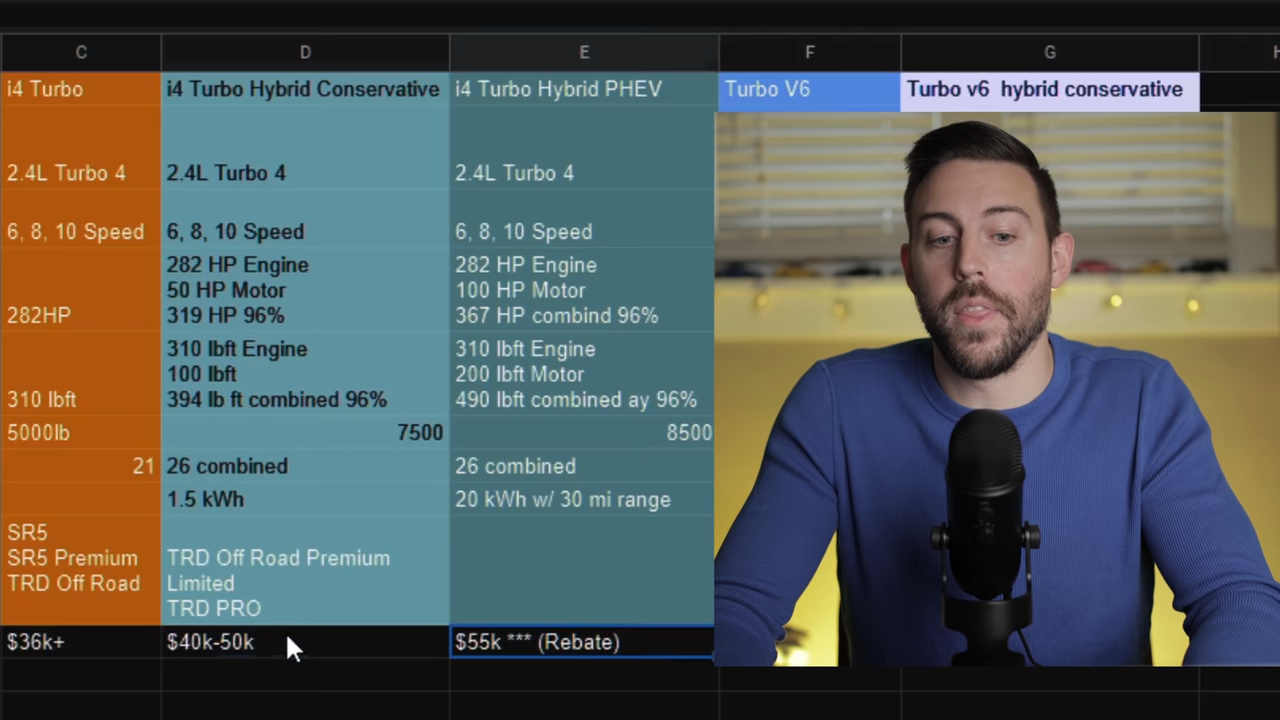 C D E F G H
i4 Turbo i4 Turbo Hybrid Conservative i4 Turbo Hybrid PHEV Turbo V6 Turbo v6 hybrid conservative
2.4L Turbo 4 2.4L Turbo 4 2.4L Turbo 4
6, 8, 10 Speed 6, 8, 10 Speed 6, 8, 10 Speed
282 HP Engine 282 HP Engine
50 HP Motor 100 HP Motor
282HP 319 HP 96% 367 HP combind 96%
310 lbft Engine 310 lbft Engine
100 lbft 200 lbft Motor
310 lbft 394 lb ft combined 96% 490 lbft combined ay 96%
5000lb 7500 8500
21 26 combined 26 combined
1.5 kWh 20 kWh w/ 30 mi range
SR5
SR5 Premium TRD Off Road Premium
TRD Off Road Limited
TRD PRO
$36k+ $40k-50k $55k *** (Rebate)